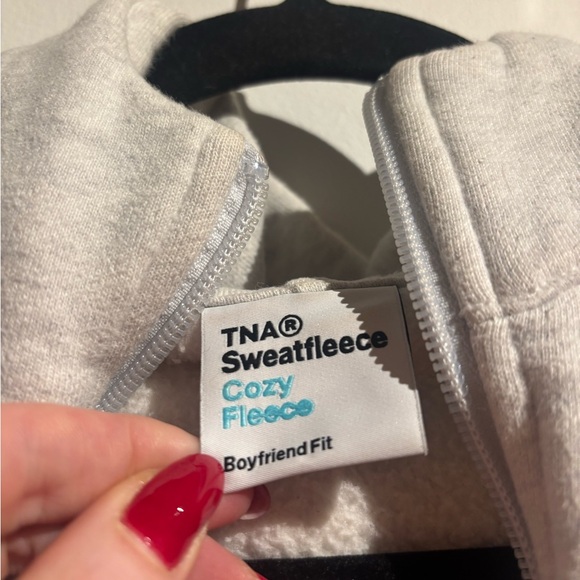 TNA®
Sweatfleece
Cozy
Fleece
Boyfriend Fit